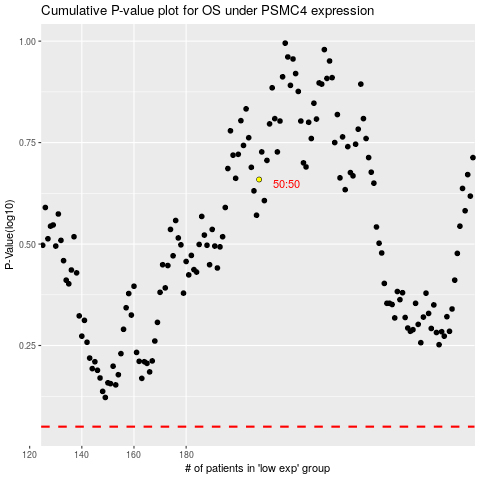 Cumulative P-value plot for OS under PSMC4 expression
1.00
0.75
0.50
0.25
P-Value(log10)
50:50
120 140 160 180
# of patients in 'low exp' group